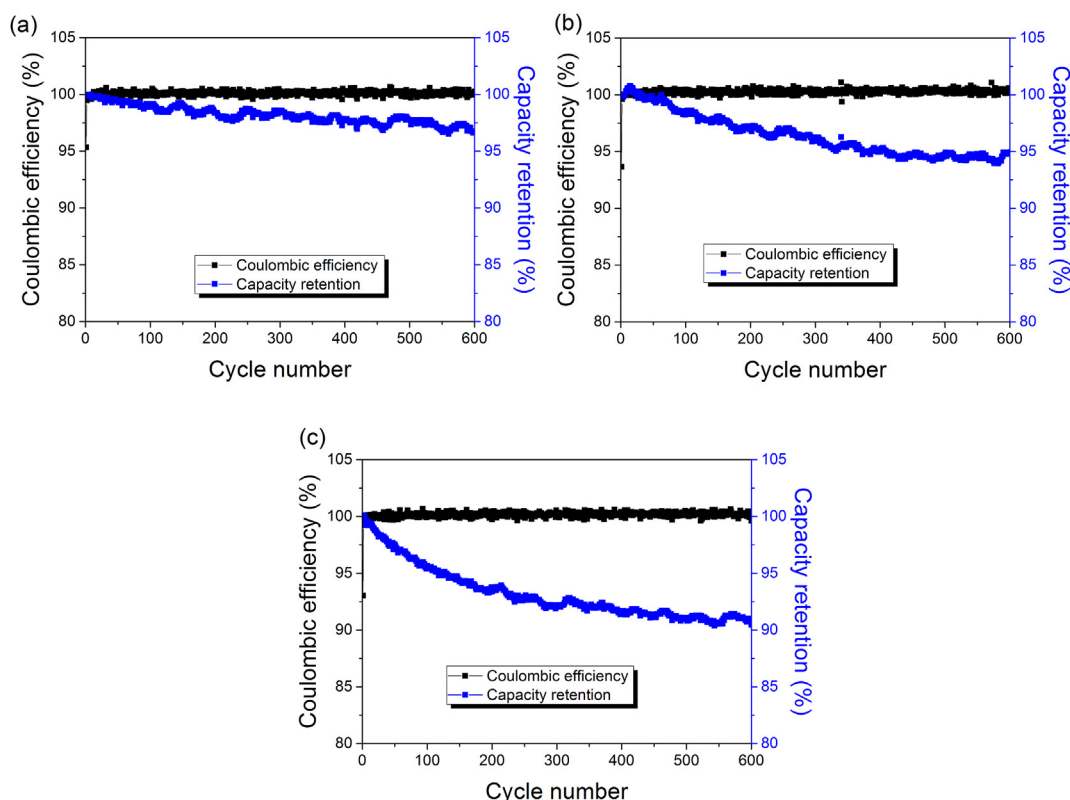 (a)
105
100
95
90
85
80
Coulombic efficiency (%)
Coulombic efficiency
Capacity retention
105
100
95
90
85
80
Capacity retention (%)
0 100 200 300 400 500 600
Cycle number
(b)
105
100
95
90
85
80
Coulombic efficiency (%)
Coulombic efficiency
Capacity retention
105
100
95
90
85
80
Capacity retention (%)
0 100 200 300 400 500 600
Cycle number
(c)
105
100
95
90
85
80
Coulombic efficiency (%)
Coulombic efficiency
Capacity retention
105
100
95
90
85
80
Capacity retention (%)
0 100 200 300 400 500 600
Cycle number